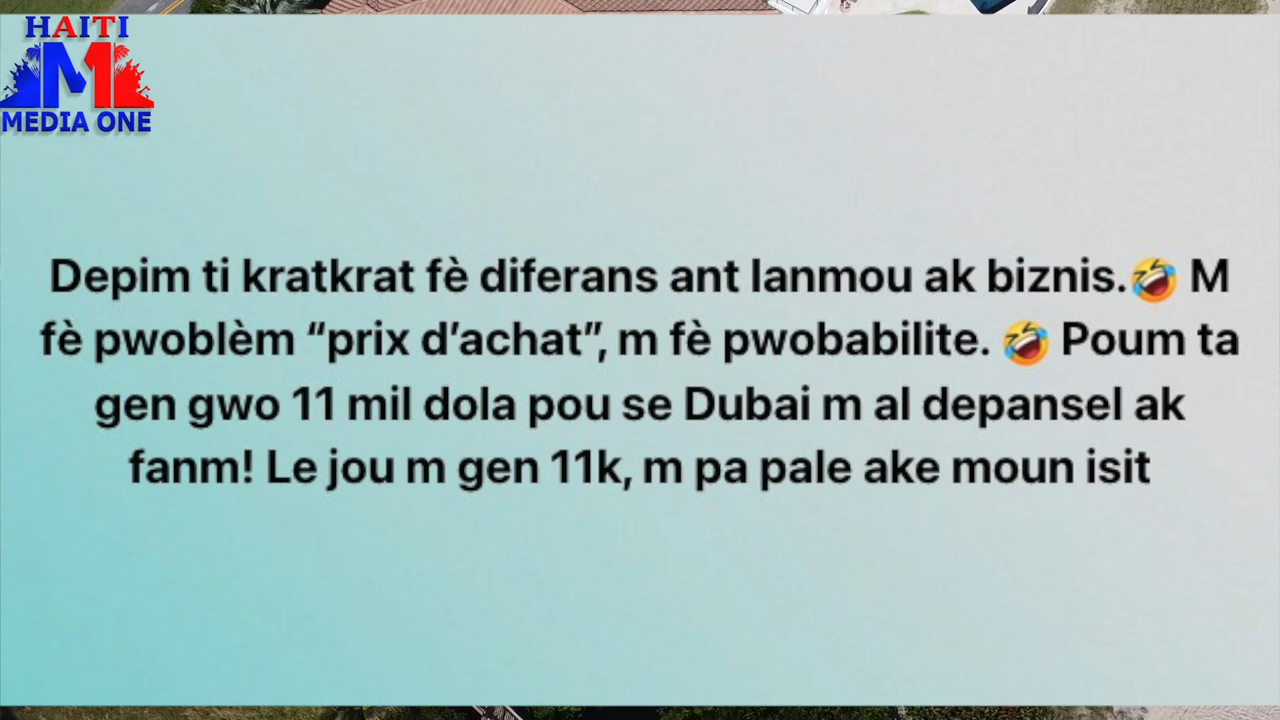 HAITI
M1
MEDIA ONE
Depim ti kratkrat fè diferans ant lanmou ak biznis.🤣 M
fè pwoblèm “prix d’achat”, m fè pwobabilite. 🤣 Poum ta
gen gwo 11 mil dola pou se Dubai m al depansel ak
fanm! Le jou m gen 11k, m pa pale ake moun isit